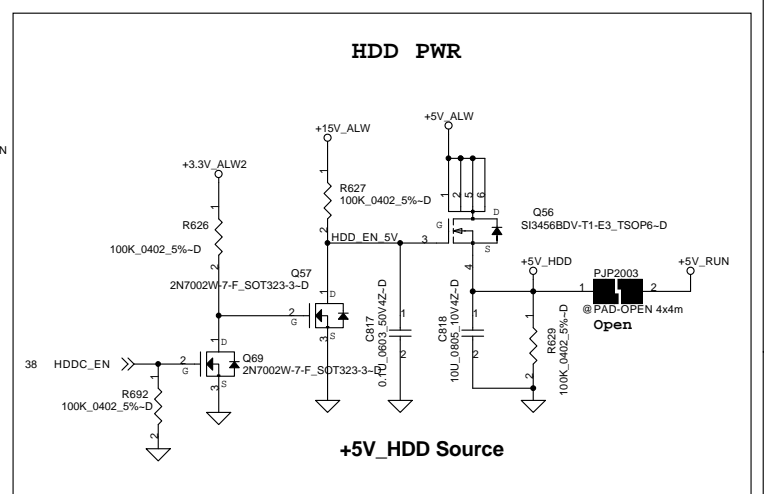 HDD PWR
N
+15V_ALW
+5V_ALW
+3.3V_ALW2
1
R627
100K_0402_5%~D
2
1 2 5 6
D
Q56
SI3456BDV-T1-E3_TSOP6~D
G
3
S
4
HDD_EN_5V
1
R626
100K_0402_5%~D
2
Q57
2N7002W-7-F_SOT323-3~D
D
2
G
S
3
+5V_HDD
PJP2003
1
2
+5V_RUN
@PAD-OPEN 4x4m
Open
C817
0.1U_0603_50V4Z~D
1
2
C818
10U_0805_10V4Z~D
1
2
1
R629
100K_0402_5%~D
2
38 HDDC_EN
2
G
D
1
Q69
2N7002W-7-F_SOT323-3~D
S
3
1
R692
100K_0402_5%~D
2
+5V_HDD Source